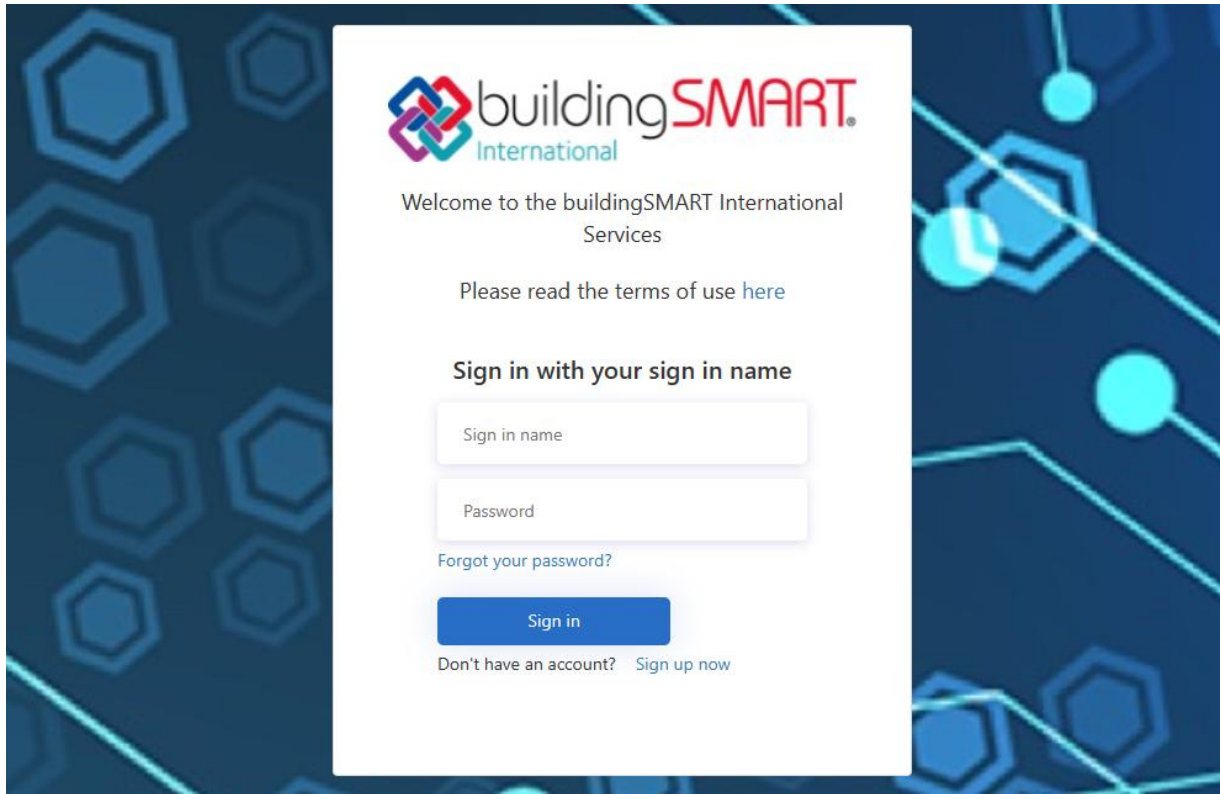 buildingSMART®
International
Welcome to the buildingSMART International
Services
Please read the terms of use here
Sign in with your sign in name
Sign in name
Password
Forgot your password?
Sign in
Don't have an account? Sign up now